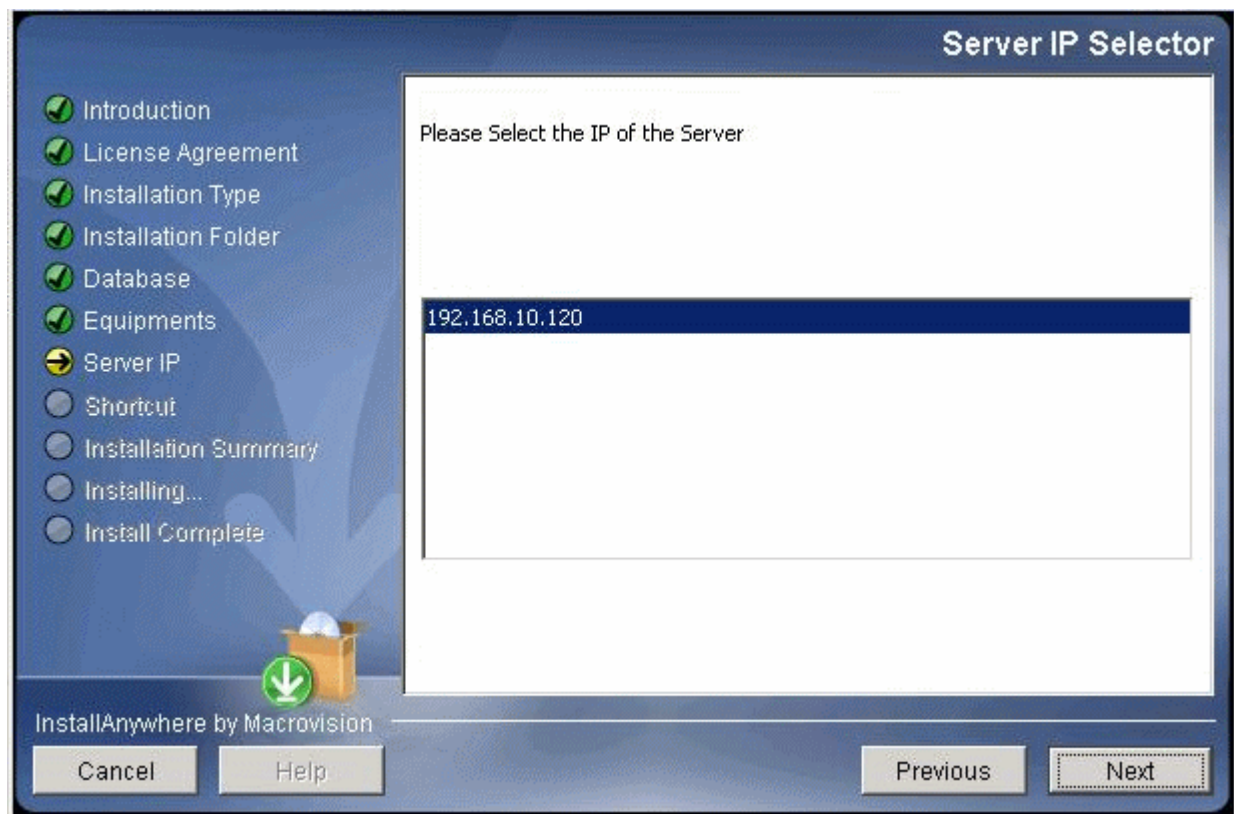 Server IP Selector
Introduction
License Agreement
Installation Type
Installation Folder
Database
Equipments
Server IP
Shortcut
Installation Summary
Installing...
Install Complete
Please Select the IP of the Server
192.168.10.120
InstallAnywhere by Macrovision
Cancel
Help
Previous
Next